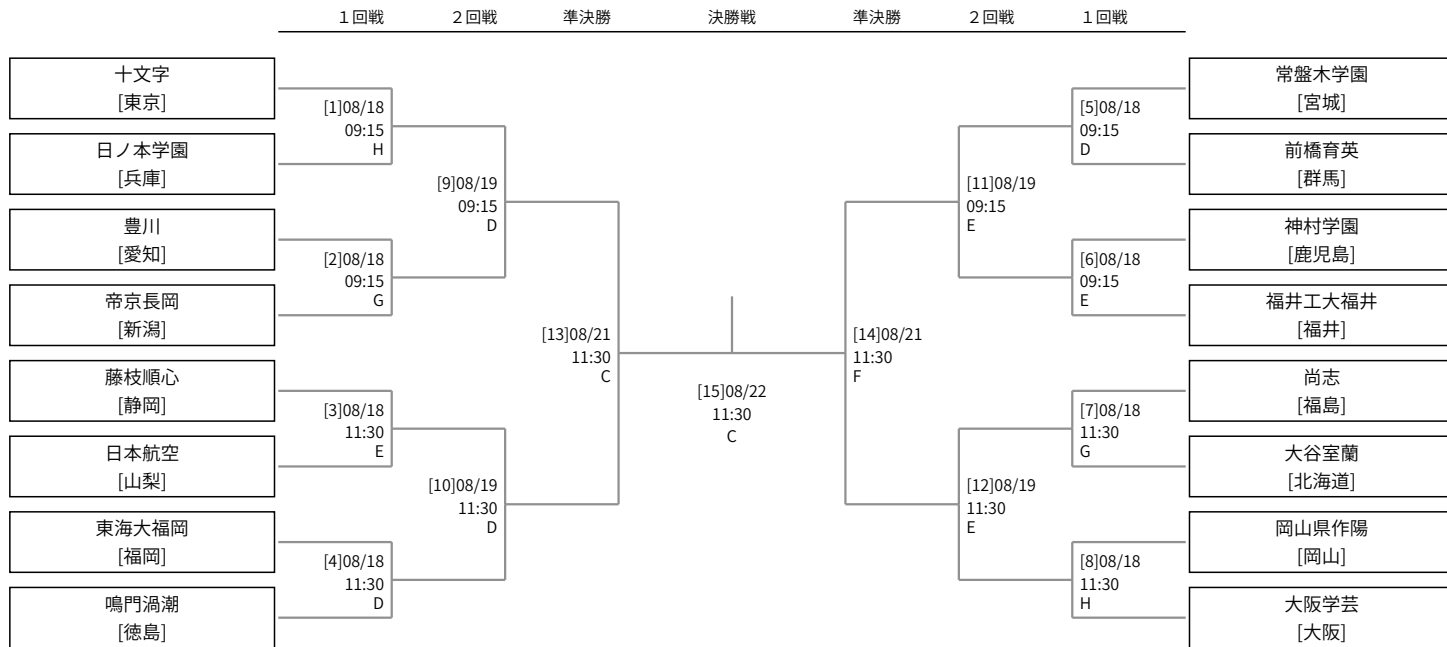 １回戦
２回戦
準決勝
決勝戦
準決勝
２回戦
１回戦
十文字
[東京]
日ノ本学園
[兵庫]
豊川
[愛知]
帝京長岡
[新潟]
藤枝順心
[静岡]
日本航空
[山梨]
東海大福岡
[福岡]
鳴門渦潮
[徳島]
[1]08/18
09:15
H
[2]08/18
09:15
G
[3]08/18
11:30
E
[4]08/18
11:30
D
[9]08/19
09:15
D
[10]08/19
11:30
D
[13]08/21
11:30
C
[15]08/22
11:30
C
[14]08/21
11:30
F
[11]08/19
09:15
E
[12]08/19
11:30
E
[5]08/18
09:15
D
[6]08/18
09:15
E
[7]08/18
11:30
G
[8]08/18
11:30
H
常盤木学園
[宮城]
前橋育英
[群馬]
神村学園
[鹿児島]
福井工大福井
[福井]
尚志
[福島]
大谷室蘭
[北海道]
岡山県作陽
[岡山]
大阪学芸
[大阪]